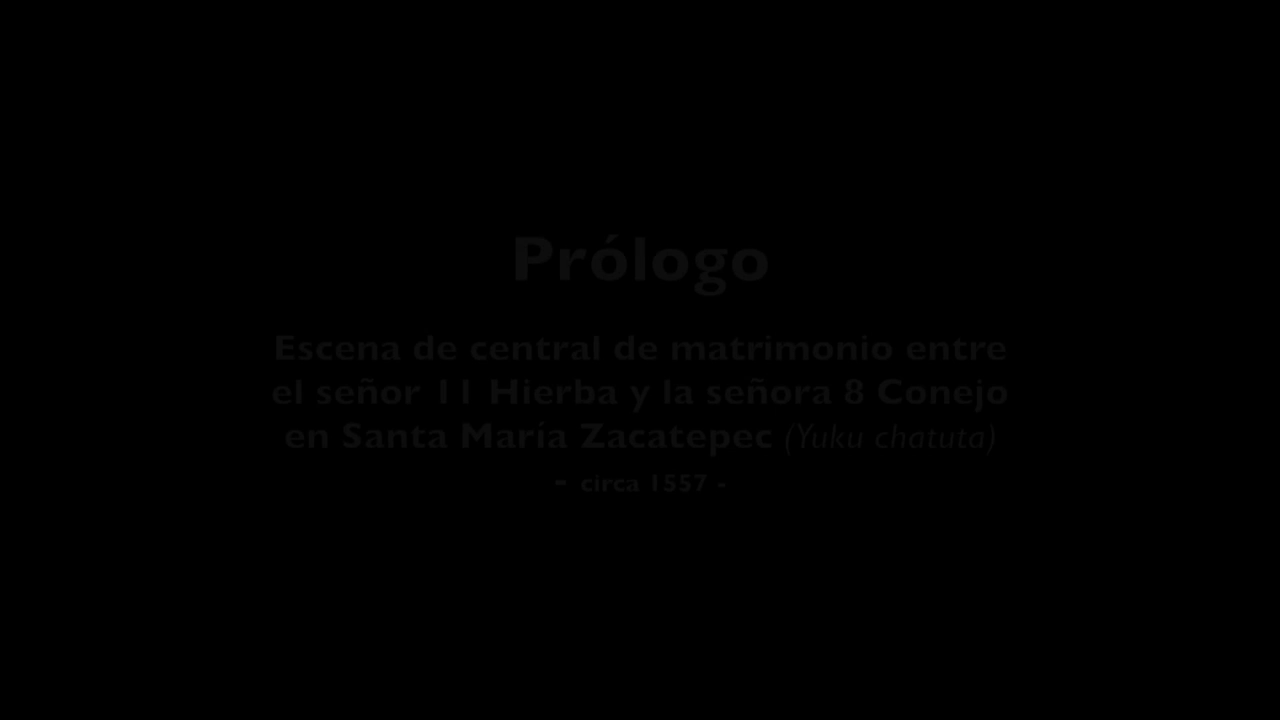 Prólogo
Escena de central de matrimonio entre
el señor 11 Hierba y la señora 8 Conejo
en Santa María Zacatepec (Yuku chatuta)
- circa 1557 -